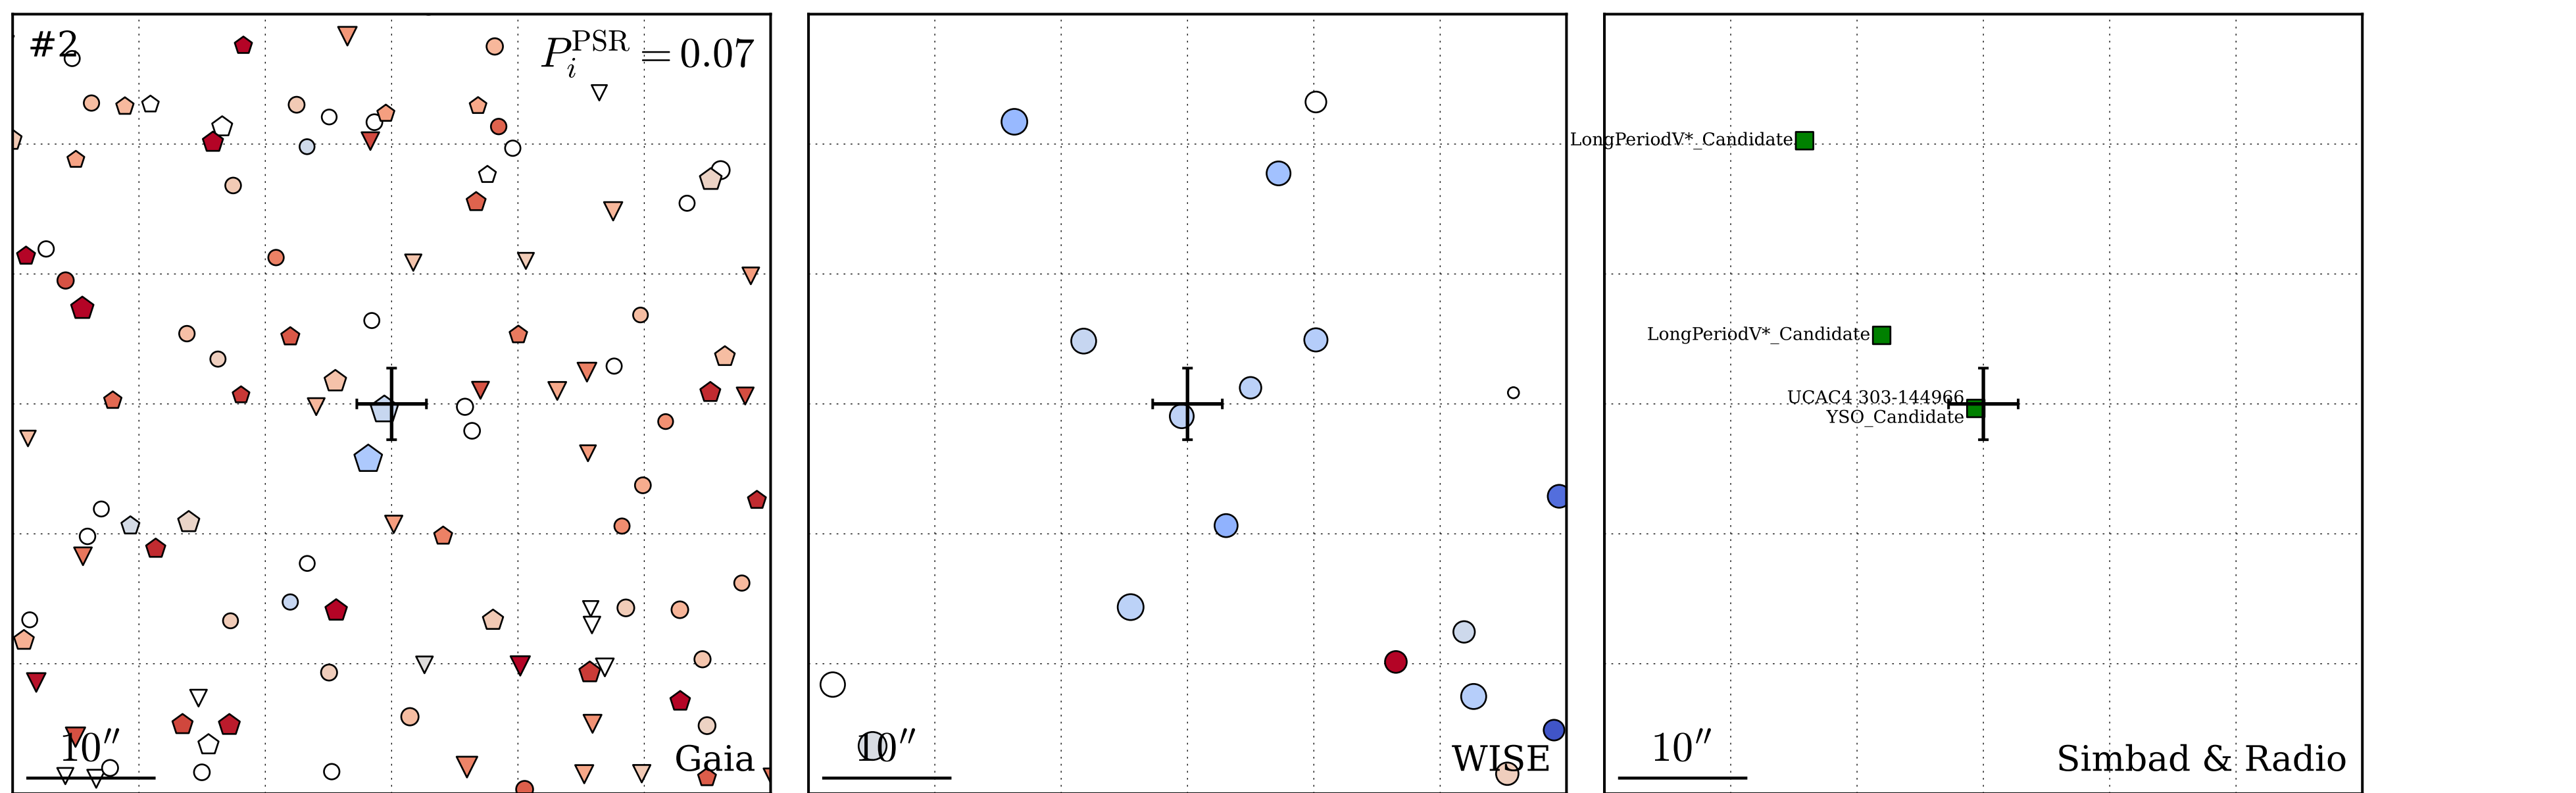 #2
P_i^PSR = 0.07
10″
Gaia
10″
WISE
LongPeriodV*_Candidate
LongPeriodV*_Candidate
UCAC4 303-144966
YSO_Candidate
10″
Simbad & Radio